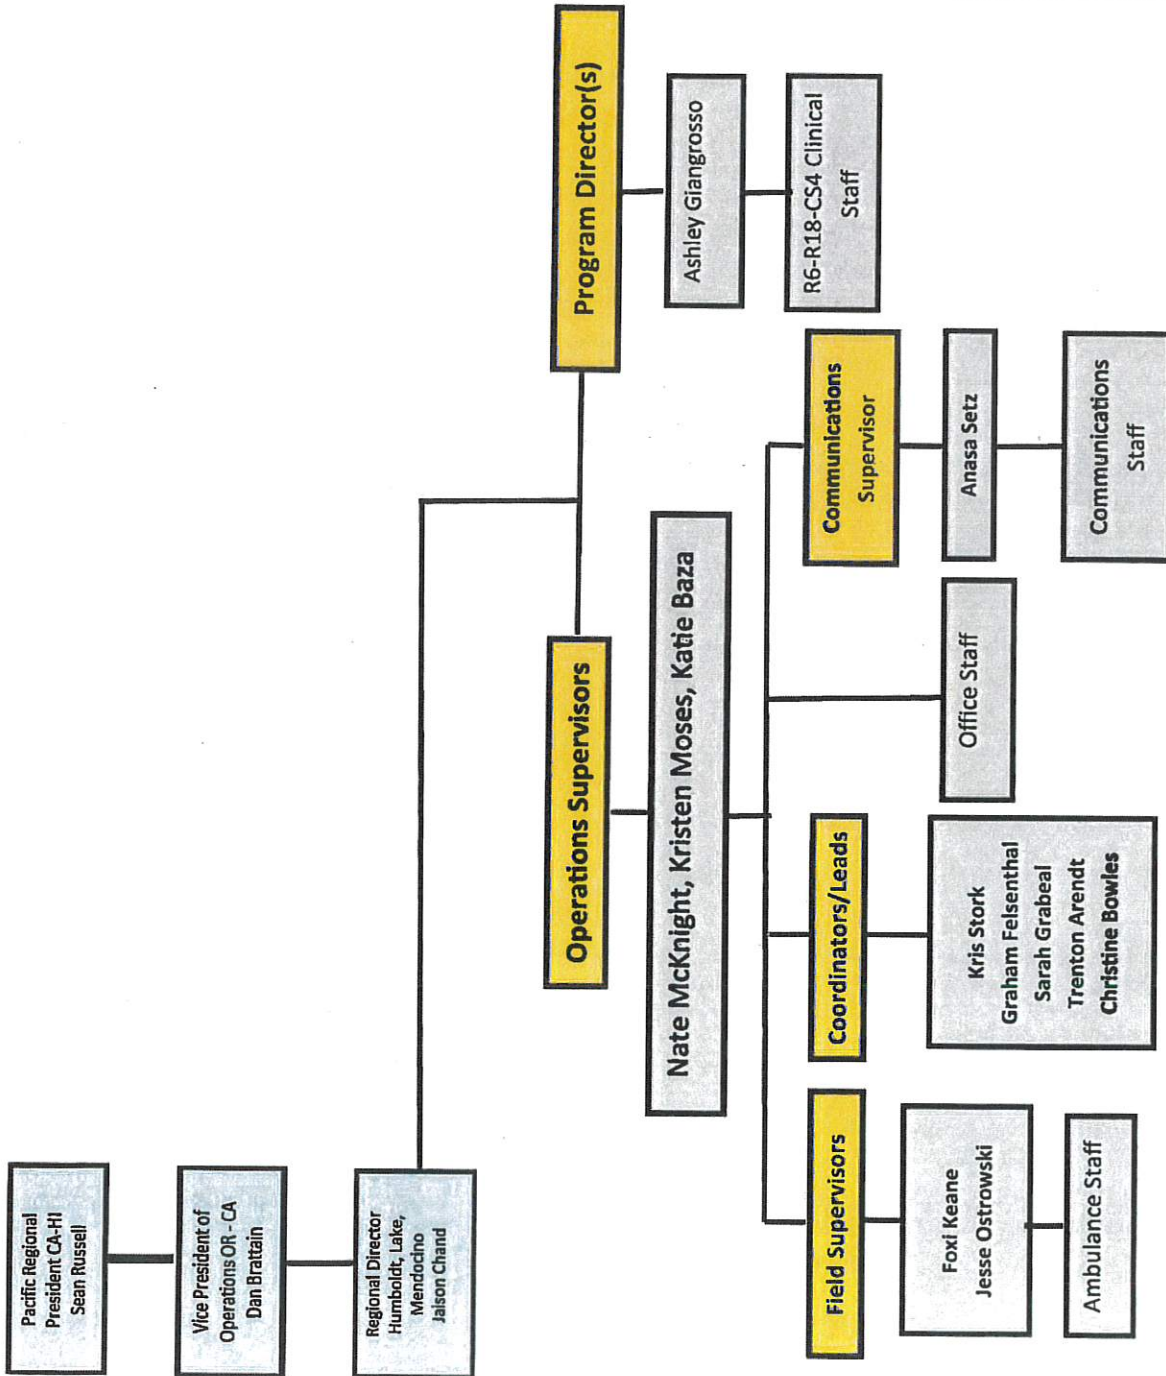 Pacific Regional
President CA-HI
Sean Russell
Vice President of
Operations OR - CA
Dan Brattain
Regional Director
Humboldt, Lake,
Mendocino
Jaison Chand
Operations Supervisors
Program Director(s)
Nate McKnight, Kristen Moses, Katie Baza
Ashley Giangrosso
R6-R18-CS4 Clinical
Staff
Field Supervisors
Coordinators/Leads
Communications
Supervisor
Foxi Keane
Jesse Ostrowski
Kris Stork
Graham Felsenthal
Sarah Grabeal
Trenton Arendt
Christine Bowles
Office Staff
Anasa Setz
Ambulance Staff
Communications
Staff